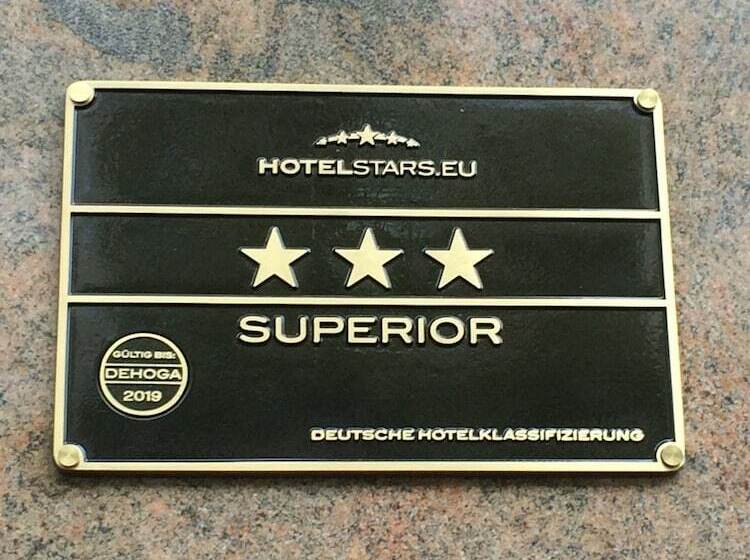 HOTELSTARS.EU
SUPERIOR
GÜLTIG BIS:
DEHOGA
2019
DEUTSCHE HOTELKLASSIFIZIERUNG